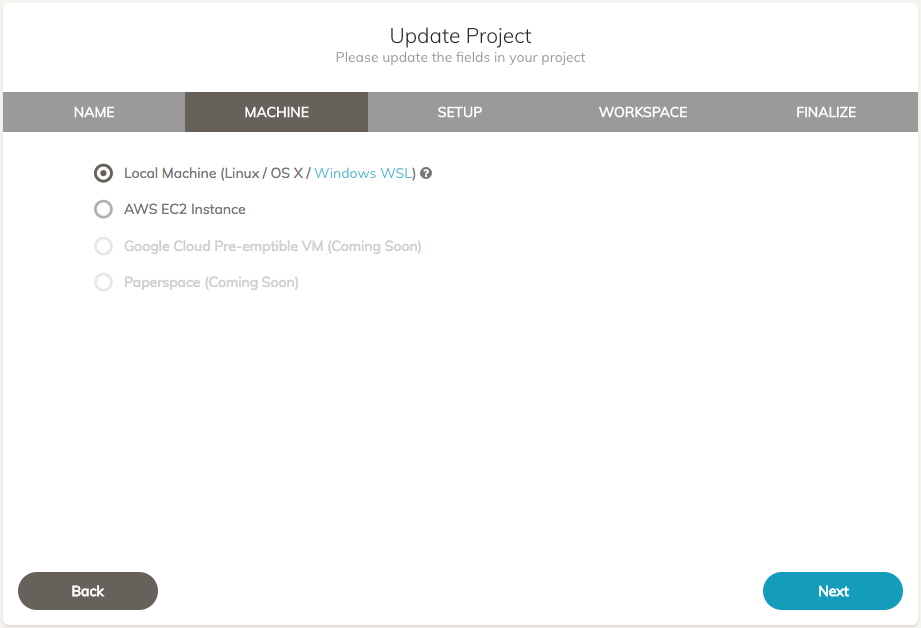 Update Project
Please update the fields in your project
NAME MACHINE SETUP WORKSPACE FINALIZE
Local Machine (Linux / OS X / Windows WSL) ?
AWS EC2 Instance
Google Cloud Pre-emptible VM (Coming Soon)
Paperspace (Coming Soon)
Back Next